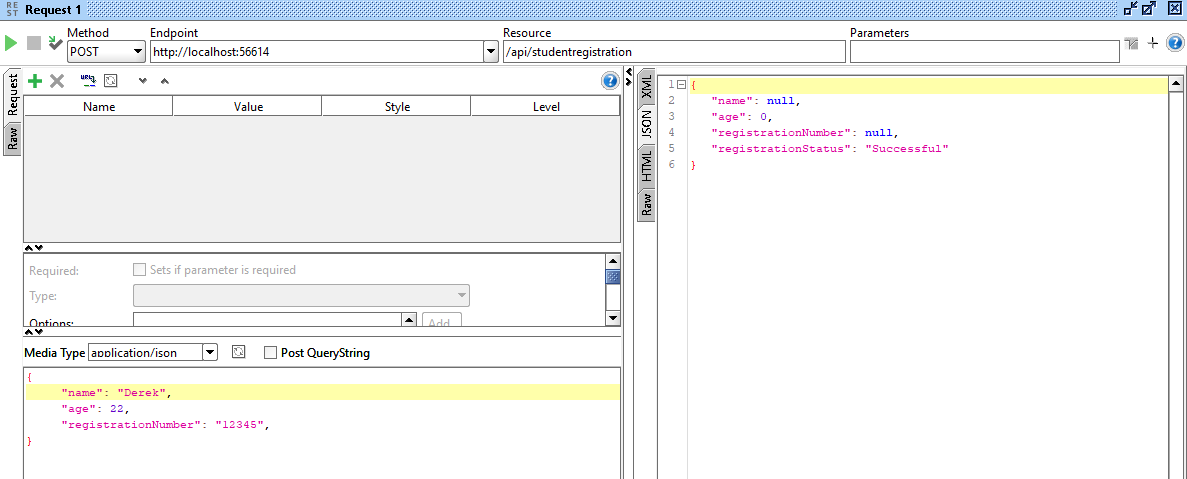 REST Request 1
Method Endpoint Resource Parameters
POST http://localhost:56614 /api/studentregistration
Request
Raw
Name Value Style Level
Required: Sets if parameter is required
Type:
Options: Add
Media Type application/json Post QueryString
{
"name": "Derek",
"age": 22,
"registrationNumber": "12345",
}
XML
JSON
HTML
Raw
1 {
2 "name": null,
3 "age": 0,
4 "registrationNumber": null,
5 "registrationStatus": "Successful"
6 }